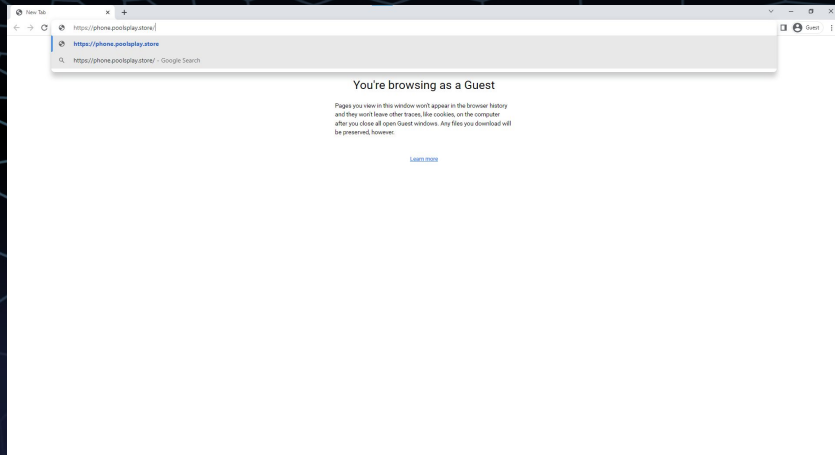 New Tab
https://phone.poolsplay.store/
Guest
https://phone.poolsplay.store
https://phone.poolsplay.store/ - Google Search
You're browsing as a Guest
Pages you view in this window won't appear in the browser history
and they won't leave other traces, like cookies, on the computer
after you close all open Guest windows. Any files you download will
be preserved, however.
Learn more